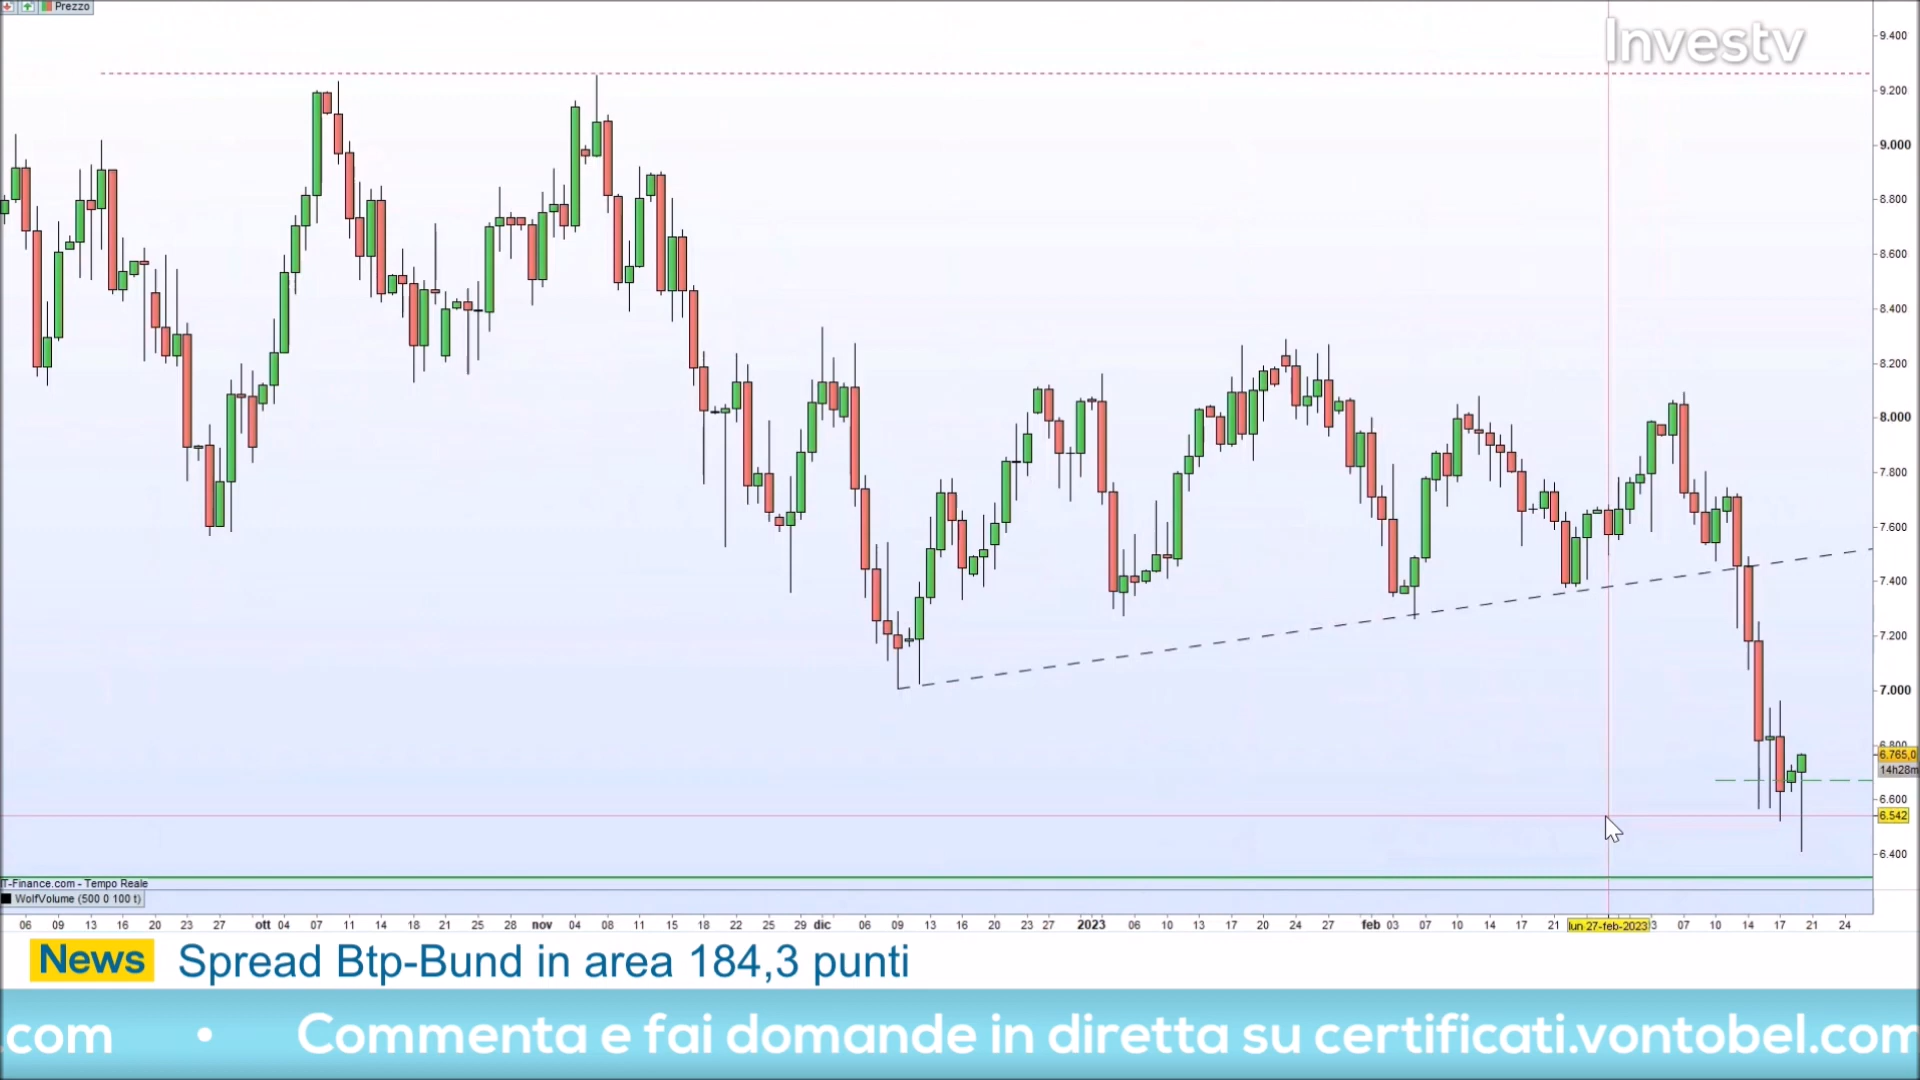 Prezzo
Investv
9.400
9.200
9.000
8.800
8.600
8.400
8.200
8.000
7.800
7.600
7.400
7.200
7.000
6.800
6.765,0
14h28m
6.600
6.542
6.400
IT-Finance.com - Tempo Reale
WolfVolume (500 0 100 t)
06 09 13 16 20 23 27 ott 04 07 11 14 18 21 25 28 nov 04 08 11 15 18 22 25 29 dic 06 09 13 16 20 23 27 2023 06 10 13 17 20 24 27 feb 03 07 10 14 17 21 lun 27-feb-2023 3 07 10 14 17 21 24
News Spread Btp-Bund in area 184,3 punti
.com • Commenta e fai domande in diretta su certificati.vontobel.com